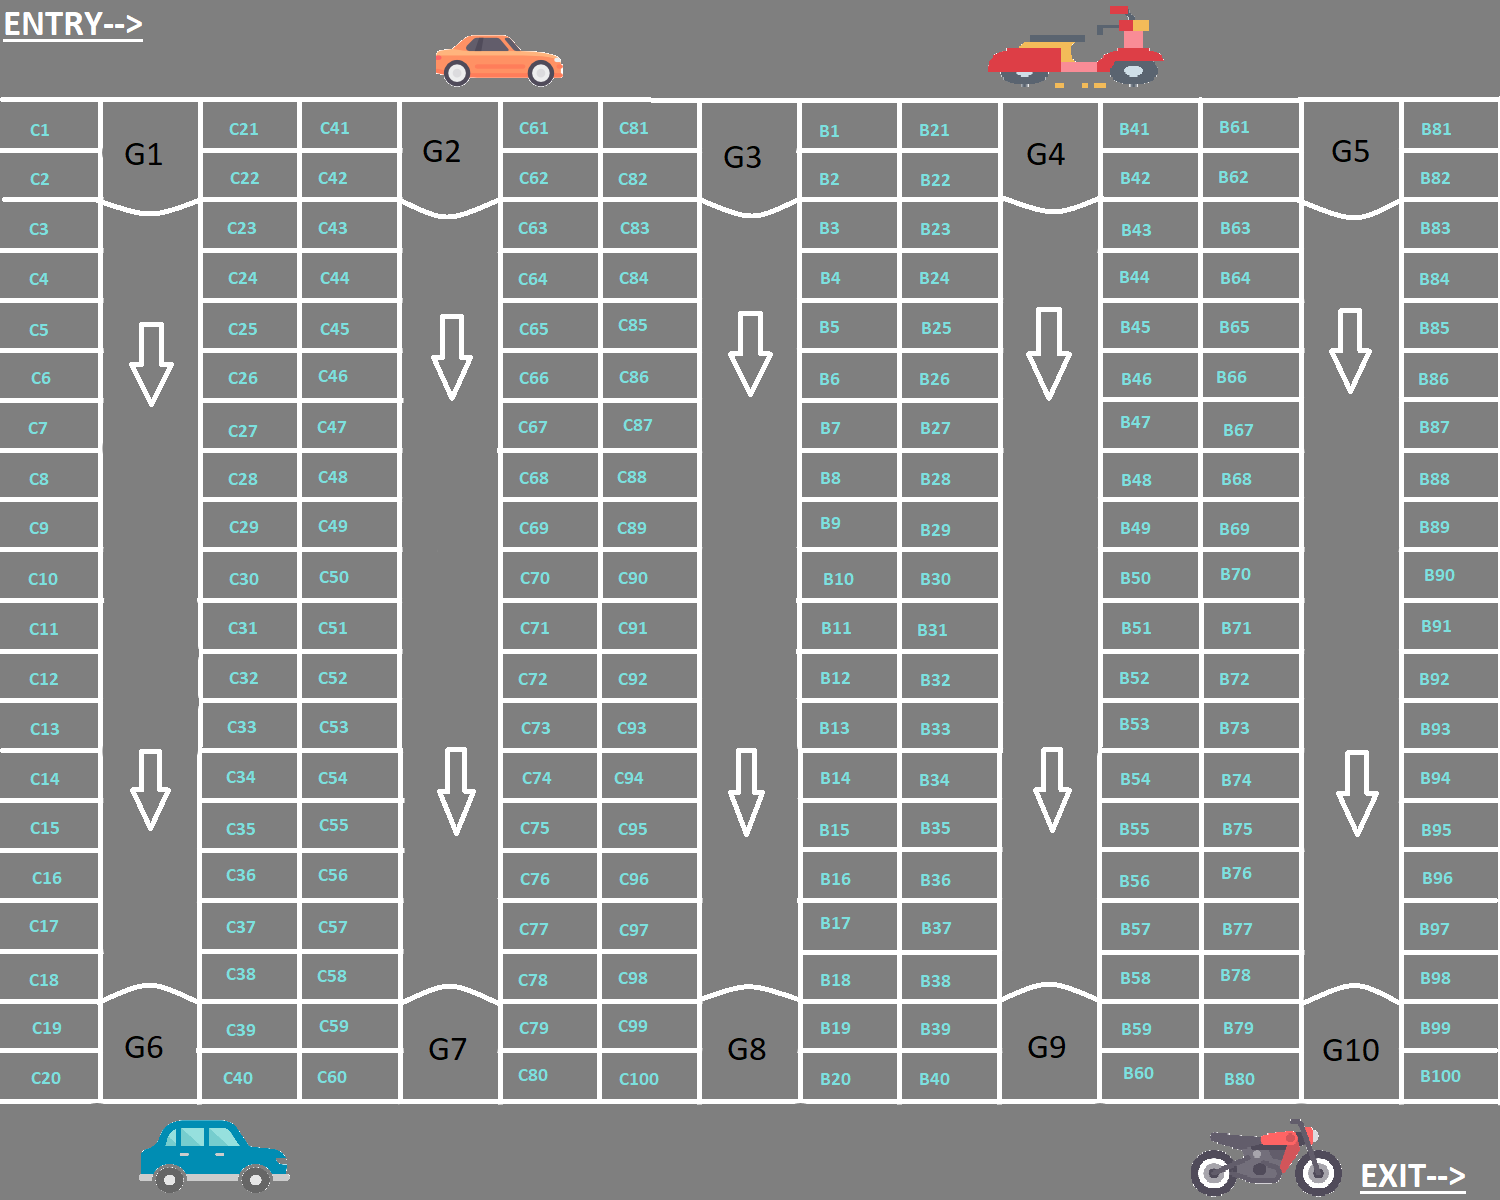 ENTRY-->
C1 G1 C21 C41 G2 C61 C81 G3 B1 B21 G4 B41 B61 G5 B81
C2 C22 C42 C62 C82 B2 B22 B42 B62 B82
C3 C23 C43 C63 C83 B3 B23 B43 B63 B83
C4 C24 C44 C64 C84 B4 B24 B44 B64 B84
C5 C25 C45 C65 C85 B5 B25 B45 B65 B85
C6 C26 C46 C66 C86 B6 B26 B46 B66 B86
C7 C27 C47 C67 C87 B7 B27 B47 B67 B87
C8 C28 C48 C68 C88 B8 B28 B48 B68 B88
C9 C29 C49 C69 C89 B9 B29 B49 B69 B89
C10 C30 C50 C70 C90 B10 B30 B50 B70 B90
C11 C31 C51 C71 C91 B11 B31 B51 B71 B91
C12 C32 C52 C72 C92 B12 B32 B52 B72 B92
C13 C33 C53 C73 C93 B13 B33 B53 B73 B93
C14 C34 C54 C74 C94 B14 B34 B54 B74 B94
C15 C35 C55 C75 C95 B15 B35 B55 B75 B95
C16 C36 C56 C76 C96 B16 B36 B56 B76 B96
C17 C37 C57 C77 C97 B17 B37 B57 B77 B97
C18 C38 C58 C78 C98 B18 B38 B58 B78 B98
C19 G6 C39 C59 G7 C79 C99 G8 B19 B39 G9 B59 B79 G10 B99
C20 C40 C60 C80 C100 B20 B40 B60 B80 B100
EXIT-->